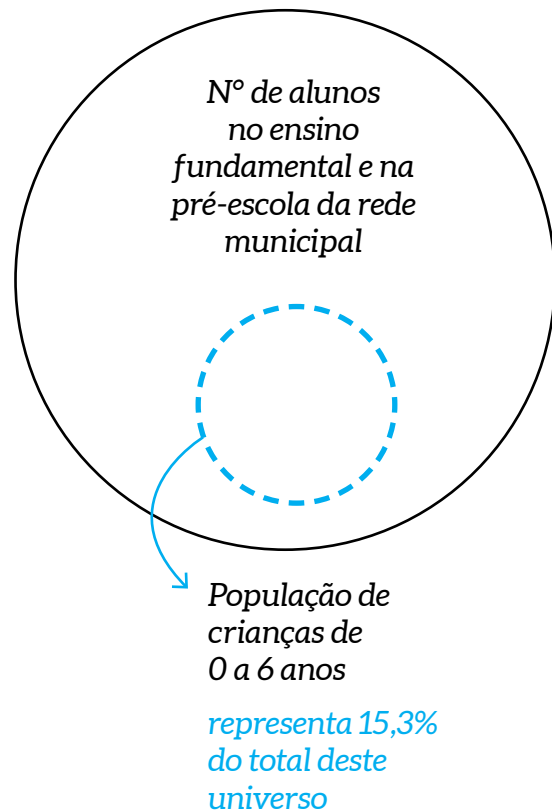 N° de alunos
no ensino
fundamental e na
pré-escola da rede
municipal
População de
crianças de
0 a 6 anos
representa 15,3%
do total deste
universo